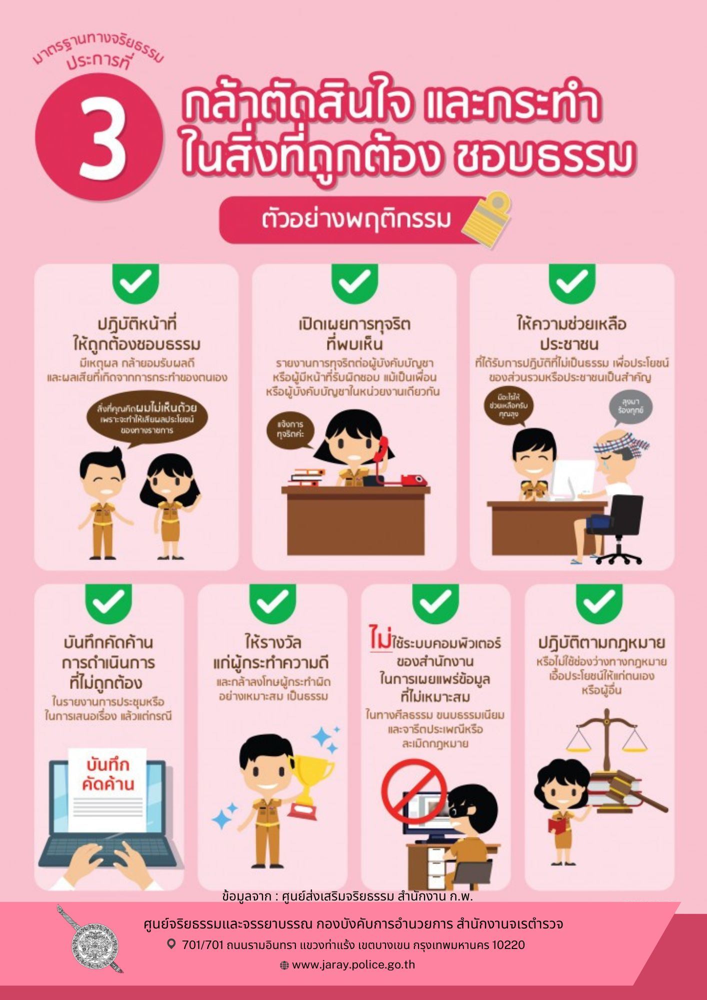 มาตรฐานทางจริยธรรม
ประการที่
3
กล้าตัดสินใจ และกระทำ
ในสิ่งที่ถูกต้อง ชอบธรรม
ตัวอย่างพฤติกรรม
ปฏิบัติหน้าที่
ให้ถูกต้องชอบธรรม
มีเหตุผล กล้ายอมรับผลดี
และผลเสียที่เกิดจากการกระทำของตนเอง
สิ่งที่คุณคิดผมไม่เห็นด้วย
เพราะจะทำให้เสียผลประโยชน์
ของทางราชการ
เปิดเผยการทุจริต
ที่พบเห็น
รายงานการทุจริตต่อผู้บังคับบัญชา
หรือผู้มีหน้าที่รับผิดชอบ แม้เป็นเพื่อน
หรือผู้บังคับบัญชาในหน่วยงานเดียวกัน
แจ้งการ
ทุจริตค่ะ
ให้ความช่วยเหลือ
ประชาชน
ที่ได้รับการปฏิบัติที่ไม่เป็นธรรม เพื่อประโยชน์
ของส่วนรวมหรือประชาชนเป็นสำคัญ
มีอะไรให้
ช่วยเหลือครับ
คุณลุง
ลุงมา
ร้องทุกข์
บันทึกคัดค้าน
การดำเนินการ
ที่ไม่ถูกต้อง
ในรายงานการประชุมหรือ
ในการเสนอเรื่อง แล้วแต่กรณี
บันทึก
คัดค้าน
ให้รางวัล
แก่ผู้กระทำความดี
และกล้าลงโทษผู้กระทำผิด
อย่างเหมาะสม เป็นธรรม
ไม่ใช้ระบบคอมพิวเตอร์
ของสำนักงาน
ในการเผยแพร่ข้อมูล
ที่ไม่เหมาะสม
ในทางศีลธรรม ขนบธรรมเนียม
และจารีตประเพณีหรือ
ละเมิดกฎหมาย
ปฏิบัติตามกฎหมาย
หรือไม่ใช้ช่องว่างทางกฎหมาย
เอื้อประโยชน์ให้แก่ตนเอง
หรือผู้อื่น
ข้อมูลจาก : ศูนย์ส่งเสริมจริยธรรม สำนักงาน ก.พ.
ศูนย์จริยธรรมและจรรยาบรรณ กองบังคับการอำนวยการ สำนักงานจเรตำรวจ
701/701 ถนนรามอินทรา แขวงท่าแร้ง เขตบางเขน กรุงเทพมหานคร 10220
www.jaray.police.go.th